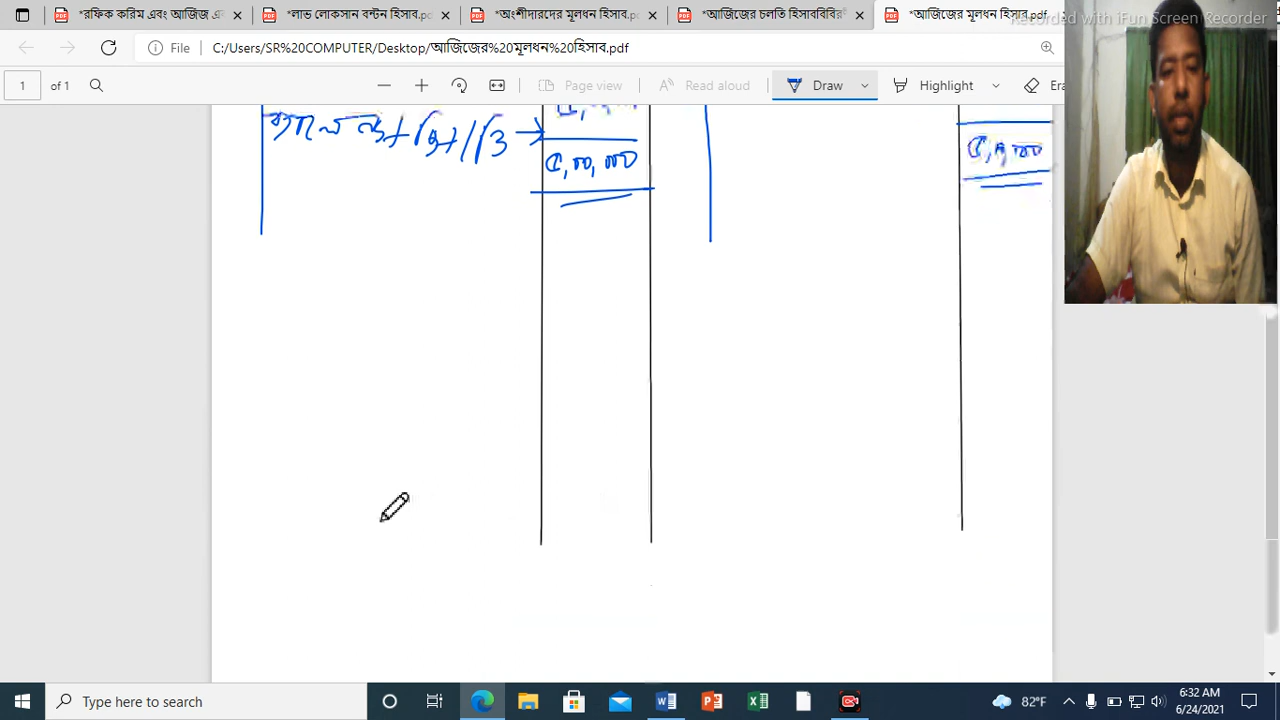 *রফিক করিম এবং আজিজ এ
*লাভ লোকসান বন্টন হিসাব.pdf
*অংশীদারদের মূলধন হিসাব.pdf
*আজিজের চলতি হিসাববিবির
*আজিজের মূলধন হিসাব.pdf
Recorded with iFun Screen Recorder
File C:/Users/SR%20COMPUTER/Desktop/আজিজের%20মূলধন%20হিসাব.pdf
1 of 1 Page view Read aloud Draw Highlight Era
৫,০০,০০০
Type here to search
82°F
6:32 AM
6/24/2021